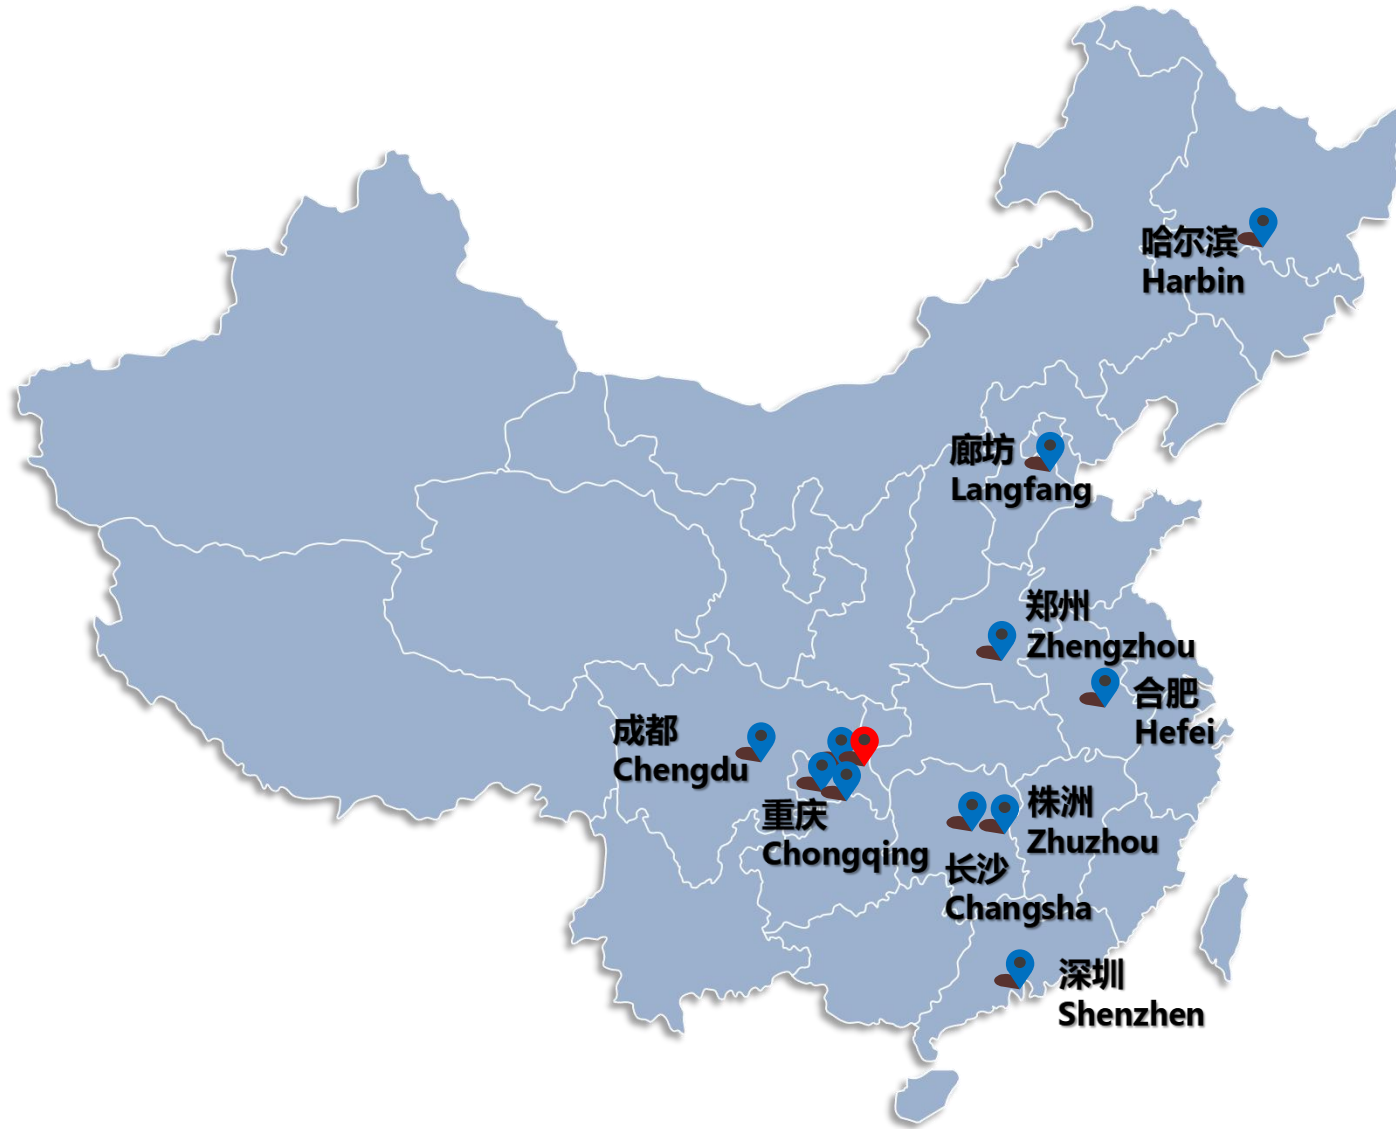 哈尔滨
Harbin
廊坊
Langfang
郑州
Zhengzhou
合肥
Hefei
成都
Chengdu
重庆
Chongqing
株洲
Zhuzhou
长沙
Changsha
深圳
Shenzhen